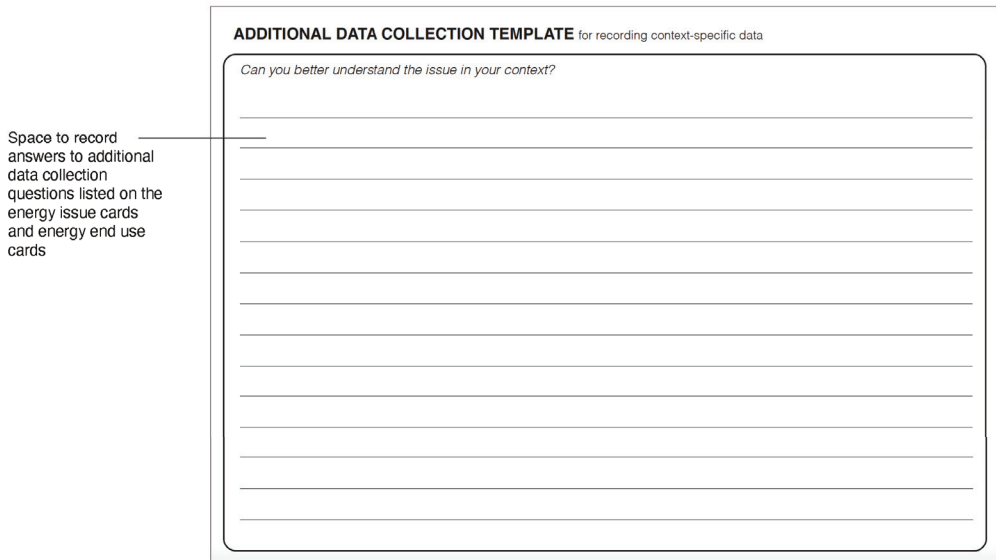 ADDITIONAL DATA COLLECTION TEMPLATE for recording context-specific data
Can you better understand the issue in your context?
Space to record
answers to additional
data collection
questions listed on the
energy issue cards
and energy end use
cards